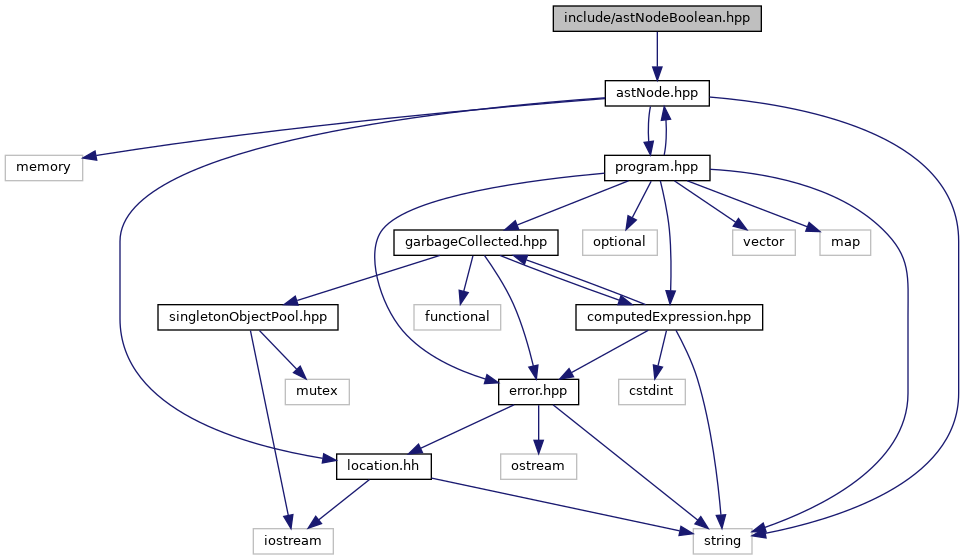 include/astNodeBoolean.hpp
astNode.hpp
memory
program.hpp
garbageCollected.hpp
optional
vector
map
singletonObjectPool.hpp
functional
computedExpression.hpp
mutex
error.hpp
cstdint
location.hh
ostream
iostream
string